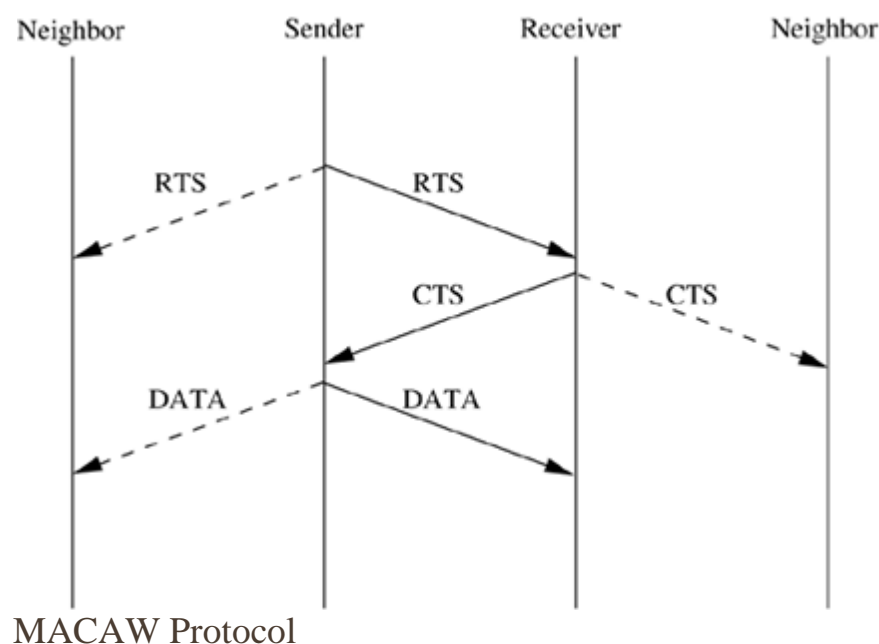 Neighbor Sender Receiver Neighbor
RTS RTS
CTS CTS
DATA DATA
MACAW Protocol